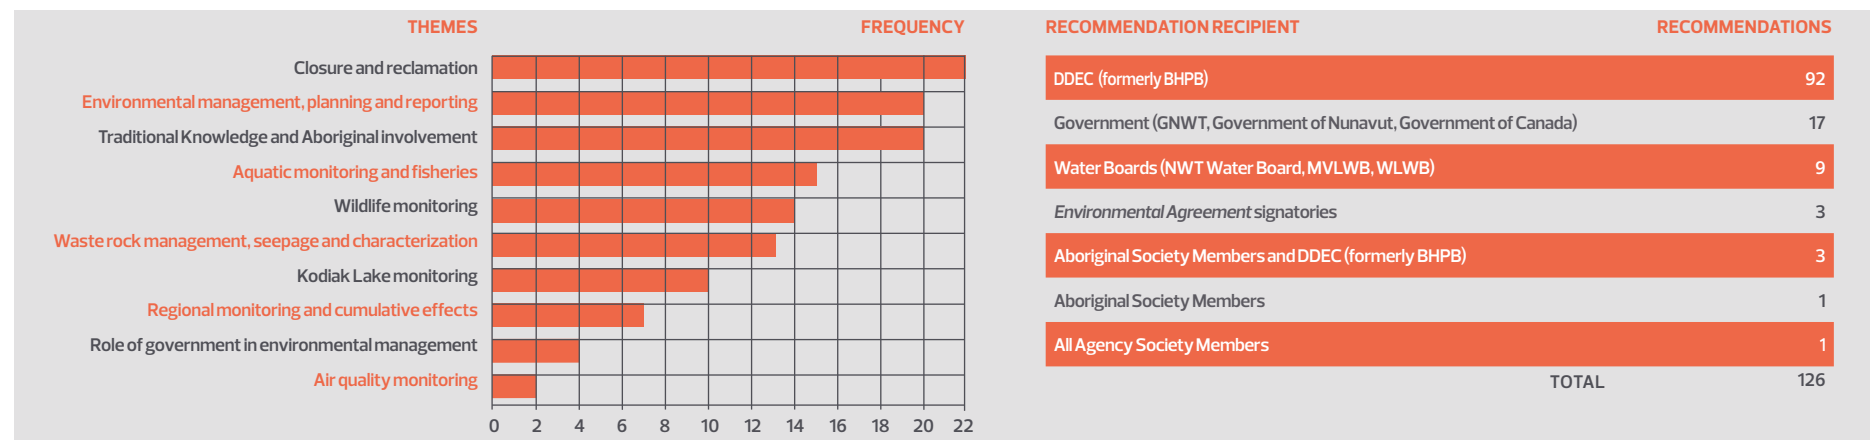 THEMES FREQUENCY
Closure and reclamation
Environmental management, planning and reporting
Traditional Knowledge and Aboriginal involvement
Aquatic monitoring and fisheries
Wildlife monitoring
Waste rock management, seepage and characterization
Kodiak Lake monitoring
Regional monitoring and cumulative effects
Role of government in environmental management
Air quality monitoring
0 2 4 6 8 10 12 14 16 18 20 22
RECOMMENDATION RECIPIENT RECOMMENDATIONS
DDEC (formerly BHPB) 92
Government (GNWT, Government of Nunavut, Government of Canada) 17
Water Boards (NWT Water Board, MVLWB, WLWB) 9
Environmental Agreement signatories 3
Aboriginal Society Members and DDEC (formerly BHPB) 3
Aboriginal Society Members 1
All Agency Society Members 1
TOTAL 126